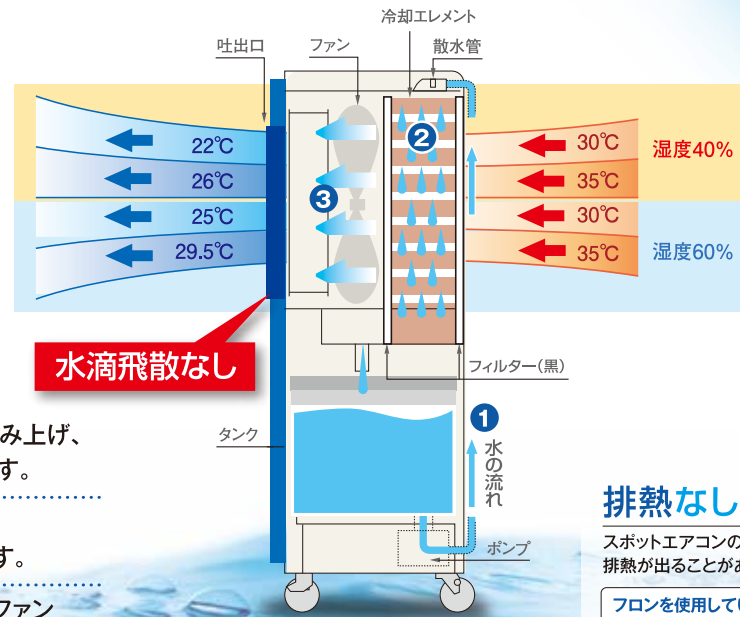 冷却エレメント
吐出口
ファン
散水管
22℃
26℃
25℃
29.5℃
②
③
30℃
35℃
30℃
35℃
湿度40%
湿度60%
水滴飛散なし
フィルター(黒)
み上げ、
す。
タンク
①
水の流れ
ポンプ
す。
ファン
排熱なし
スポットエアコンの
排熱が出ることがあ
フロンを使用してい